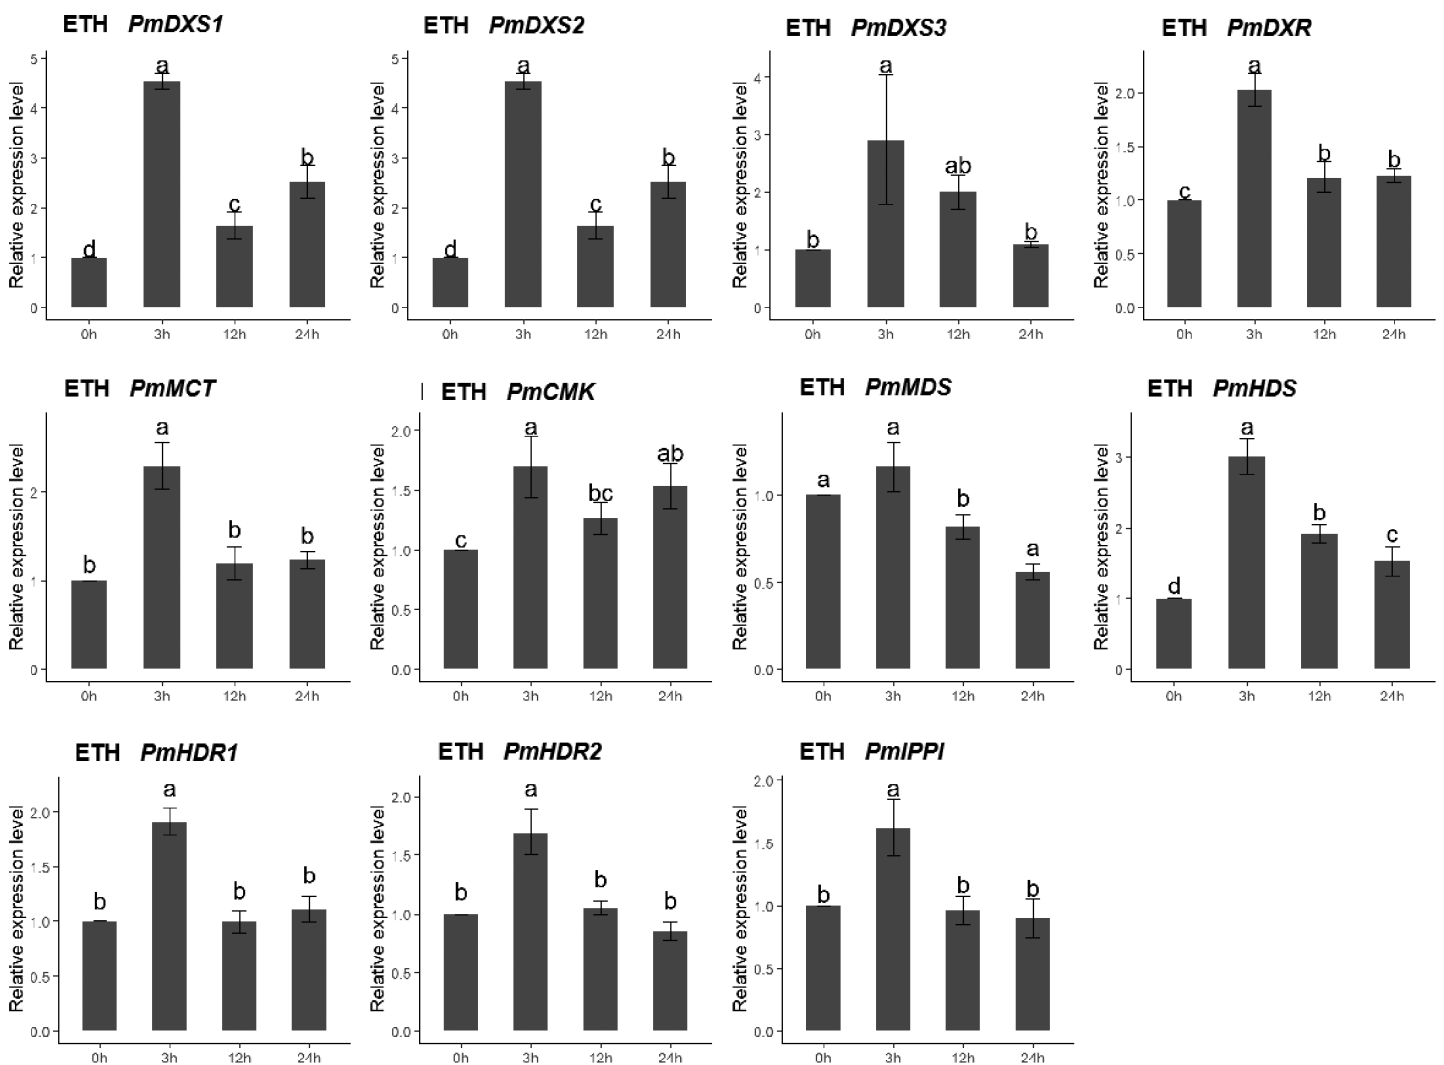 ETH PmDXS1
Relative expression level
5
4
3
2
1
0
a
b
c
d
0h 3h 12h 24h
ETH PmDXS2
Relative expression level
5
4
3
2
1
0
a
b
c
d
0h 3h 12h 24h
ETH PmDXS3
Relative expression level
4
3
2
1
0
a
ab
b
b
0h 3h 12h 24h
ETH PmDXR
Relative expression level
2.0
1.5
1.0
0.5
0.0
a
b
b
c
0h 3h 12h 24h
ETH PmMCT
Relative expression level
2
1
0
a
b
b
b
0h 3h 12h 24h
ETH PmCMK
Relative expression level
2.0
1.5
1.0
0.5
0.0
a
ab
bc
c
0h 3h 12h 24h
ETH PmMDS
Relative expression level
1.0
0.5
0.0
a
a
b
a
0h 3h 12h 24h
ETH PmHDS
Relative expression level
3
2
1
0
a
b
c
d
0h 3h 12h 24h
ETH PmHDR1
Relative expression level
2.0
1.5
1.0
0.5
0.0
a
b
b
b
0h 3h 12h 24h
ETH PmHDR2
Relative expression level
2.0
1.5
1.0
0.5
0.0
a
b
b
b
0h 3h 12h 24h
ETH PmIPPI
Relative expression level
2.0
1.5
1.0
0.5
0.0
a
b
b
b
0h 3h 12h 24h